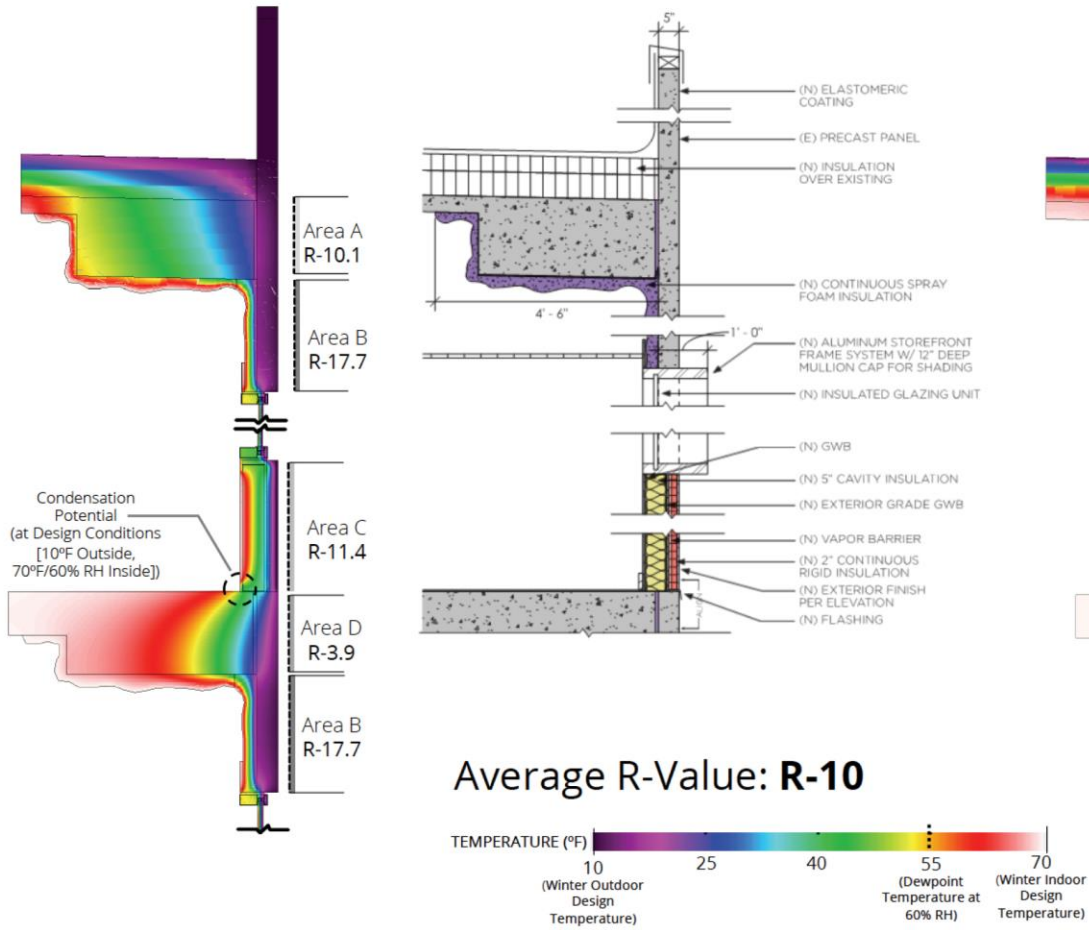 Area A
R-10.1
Area B
R-17.7
Condensation
Potential
(at Design Conditions
[10ºF Outside,
70ºF/60% RH Inside])
Area C
R-11.4
Area D
R-3.9
Area B
R-17.7
5"
(N) ELASTOMERIC
COATING
(E) PRECAST PANEL
(N) INSULATION
OVER EXISTING
(N) CONTINUOUS SPRAY
FOAM INSULATION
4' - 6"
1' - 0"
(N) ALUMINUM STOREFRONT
FRAME SYSTEM W/ 12" DEEP
MULLION CAP FOR SHADING
(N) INSULATED GLAZING UNIT
(N) GWB
(N) 5" CAVITY INSULATION
(N) EXTERIOR GRADE GWB
(N) VAPOR BARRIER
(N) 2" CONTINUOUS
RIGID INSULATION
(N) EXTERIOR FINISH
PER ELEVATION
(N) FLASHING
ALIGN
Average R-Value: R-10
TEMPERATURE (ºF)
10
25
40
55
70
(Winter Outdoor
Design
Temperature)
(Dewpoint
Temperature at
60% RH)
(Winter Indoor
Design
Temperature)